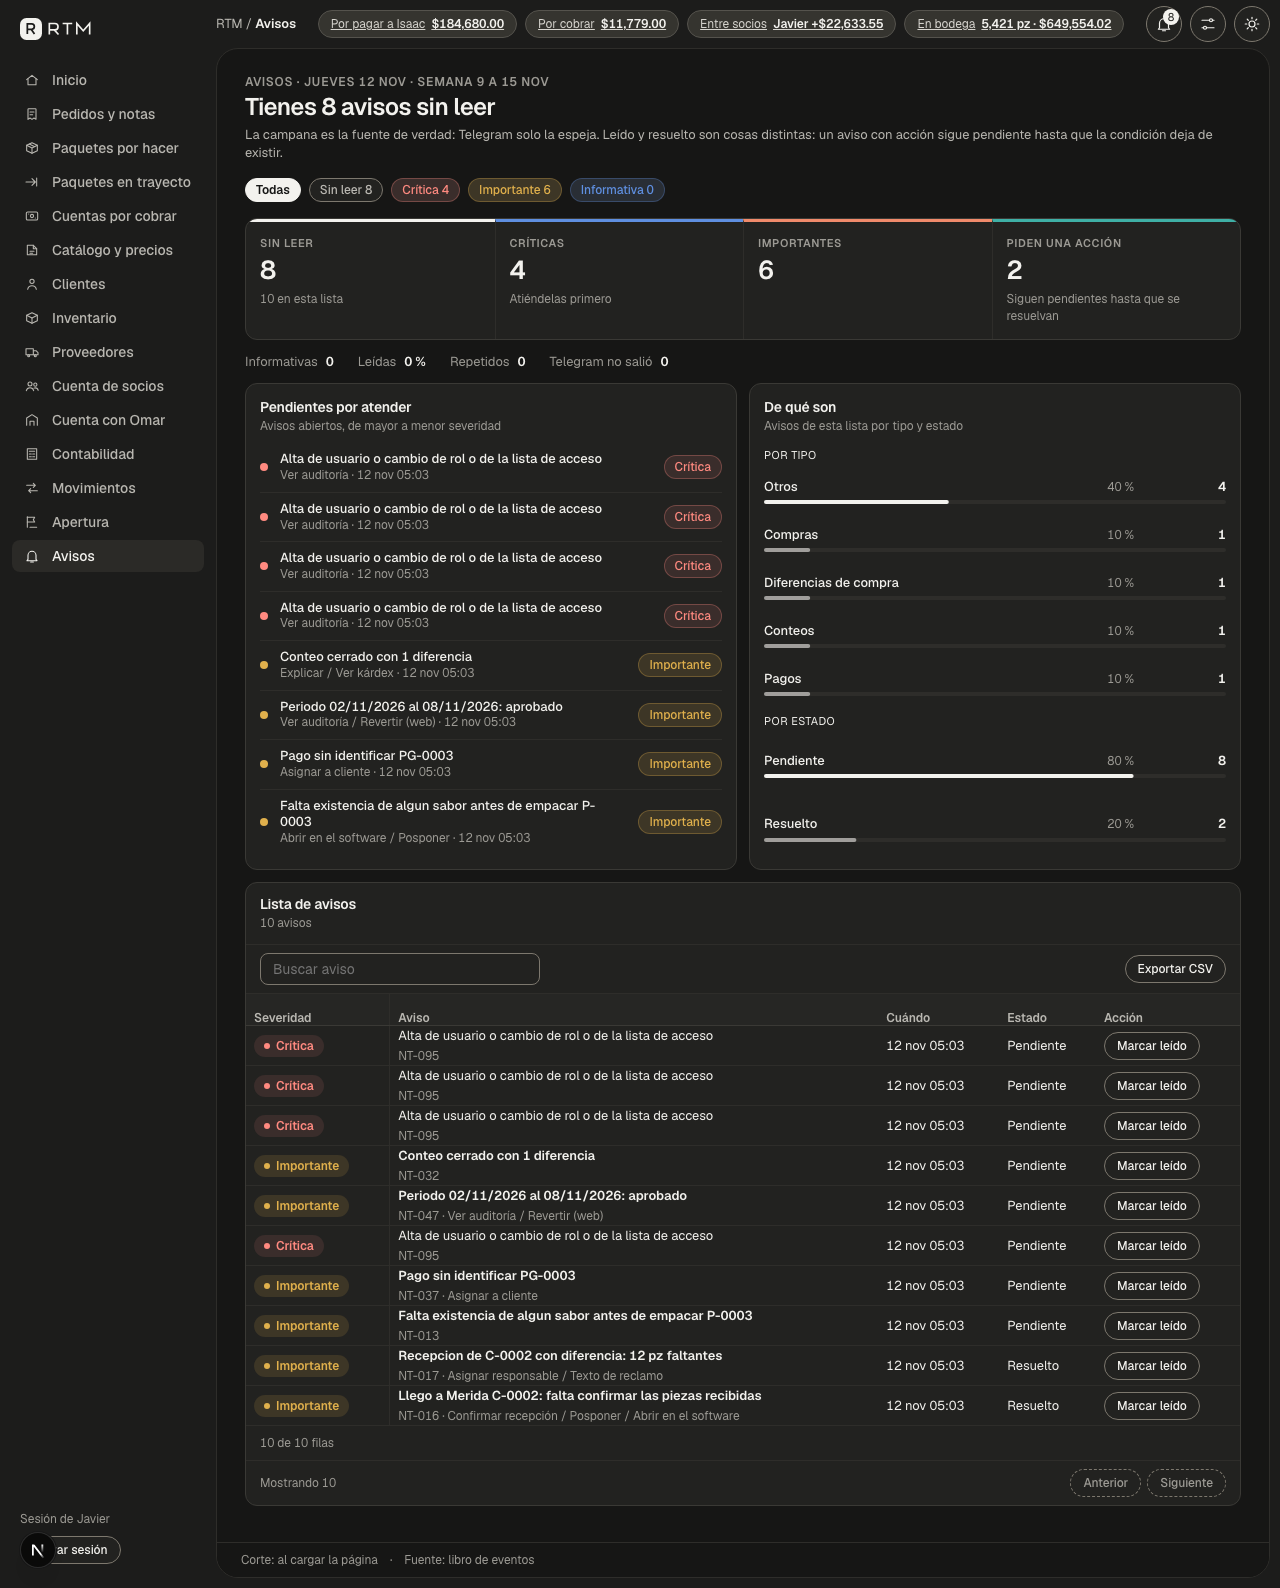 R RTM
RTM / Avisos
Por pagar a Isaac $184,680.00
Por cobrar $11,779.00
Entre socios Javier +$22,633.55
En bodega 5,421 pz · $649,554.02
8
Inicio
Pedidos y notas
Paquetes por hacer
Paquetes en trayecto
Cuentas por cobrar
Catálogo y precios
Clientes
Inventario
Proveedores
Cuenta de socios
Cuenta con Omar
Contabilidad
Movimientos
Apertura
Avisos
Sesión de Javier
N ar sesión
AVISOS · JUEVES 12 NOV · SEMANA 9 A 15 NOV
Tienes 8 avisos sin leer
La campana es la fuente de verdad: Telegram solo la espeja. Leído y resuelto son cosas distintas: un aviso con acción sigue pendiente hasta que la condición deja de
existir.
Todas
Sin leer 8
Crítica 4
Importante 6
Informativa 0
SIN LEER
8
10 en esta lista
CRÍTICAS
4
Atiéndelas primero
IMPORTANTES
6
PIDEN UNA ACCIÓN
2
Siguen pendientes hasta que se
resuelvan
Informativas 0
Leídas 0 %
Repetidos 0
Telegram no salió 0
Pendientes por atender
Avisos abiertos, de mayor a menor severidad
Alta de usuario o cambio de rol o de la lista de acceso
Ver auditoría · 12 nov 05:03
Crítica
Alta de usuario o cambio de rol o de la lista de acceso
Ver auditoría · 12 nov 05:03
Crítica
Alta de usuario o cambio de rol o de la lista de acceso
Ver auditoría · 12 nov 05:03
Crítica
Alta de usuario o cambio de rol o de la lista de acceso
Ver auditoría · 12 nov 05:03
Crítica
Conteo cerrado con 1 diferencia
Explicar / Ver kárdex · 12 nov 05:03
Importante
Periodo 02/11/2026 al 08/11/2026: aprobado
Ver auditoría / Revertir (web) · 12 nov 05:03
Importante
Pago sin identificar PG-0003
Asignar a cliente · 12 nov 05:03
Importante
Falta existencia de algun sabor antes de empacar P-
0003
Abrir en el software / Posponer · 12 nov 05:03
Importante
De qué son
Avisos de esta lista por tipo y estado
POR TIPO
Otros 40 % 4
Compras 10 % 1
Diferencias de compra 10 % 1
Conteos 10 % 1
Pagos 10 % 1
POR ESTADO
Pendiente 80 % 8
Resuelto 20 % 2
Lista de avisos
10 avisos
Buscar aviso
Exportar CSV
Severidad Aviso Cuándo Estado Acción
Crítica Alta de usuario o cambio de rol o de la lista de acceso 12 nov 05:03 Pendiente Marcar leído
NT-095
Crítica Alta de usuario o cambio de rol o de la lista de acceso 12 nov 05:03 Pendiente Marcar leído
NT-095
Crítica Alta de usuario o cambio de rol o de la lista de acceso 12 nov 05:03 Pendiente Marcar leído
NT-095
Importante Conteo cerrado con 1 diferencia 12 nov 05:03 Pendiente Marcar leído
NT-032
Importante Periodo 02/11/2026 al 08/11/2026: aprobado 12 nov 05:03 Pendiente Marcar leído
NT-047 · Ver auditoría / Revertir (web)
Crítica Alta de usuario o cambio de rol o de la lista de acceso 12 nov 05:03 Pendiente Marcar leído
NT-095
Importante Pago sin identificar PG-0003 12 nov 05:03 Pendiente Marcar leído
NT-037 · Asignar a cliente
Importante Falta existencia de algun sabor antes de empacar P-0003 12 nov 05:03 Pendiente Marcar leído
NT-013
Importante Recepcion de C-0002 con diferencia: 12 pz faltantes 12 nov 05:03 Resuelto Marcar leído
NT-017 · Asignar responsable / Texto de reclamo
Importante Llego a Merida C-0002: falta confirmar las piezas recibidas 12 nov 05:03 Resuelto Marcar leído
NT-016 · Confirmar recepción / Posponer / Abrir en el software
10 de 10 filas
Mostrando 10
Anterior
Siguiente
Corte: al cargar la página · Fuente: libro de eventos